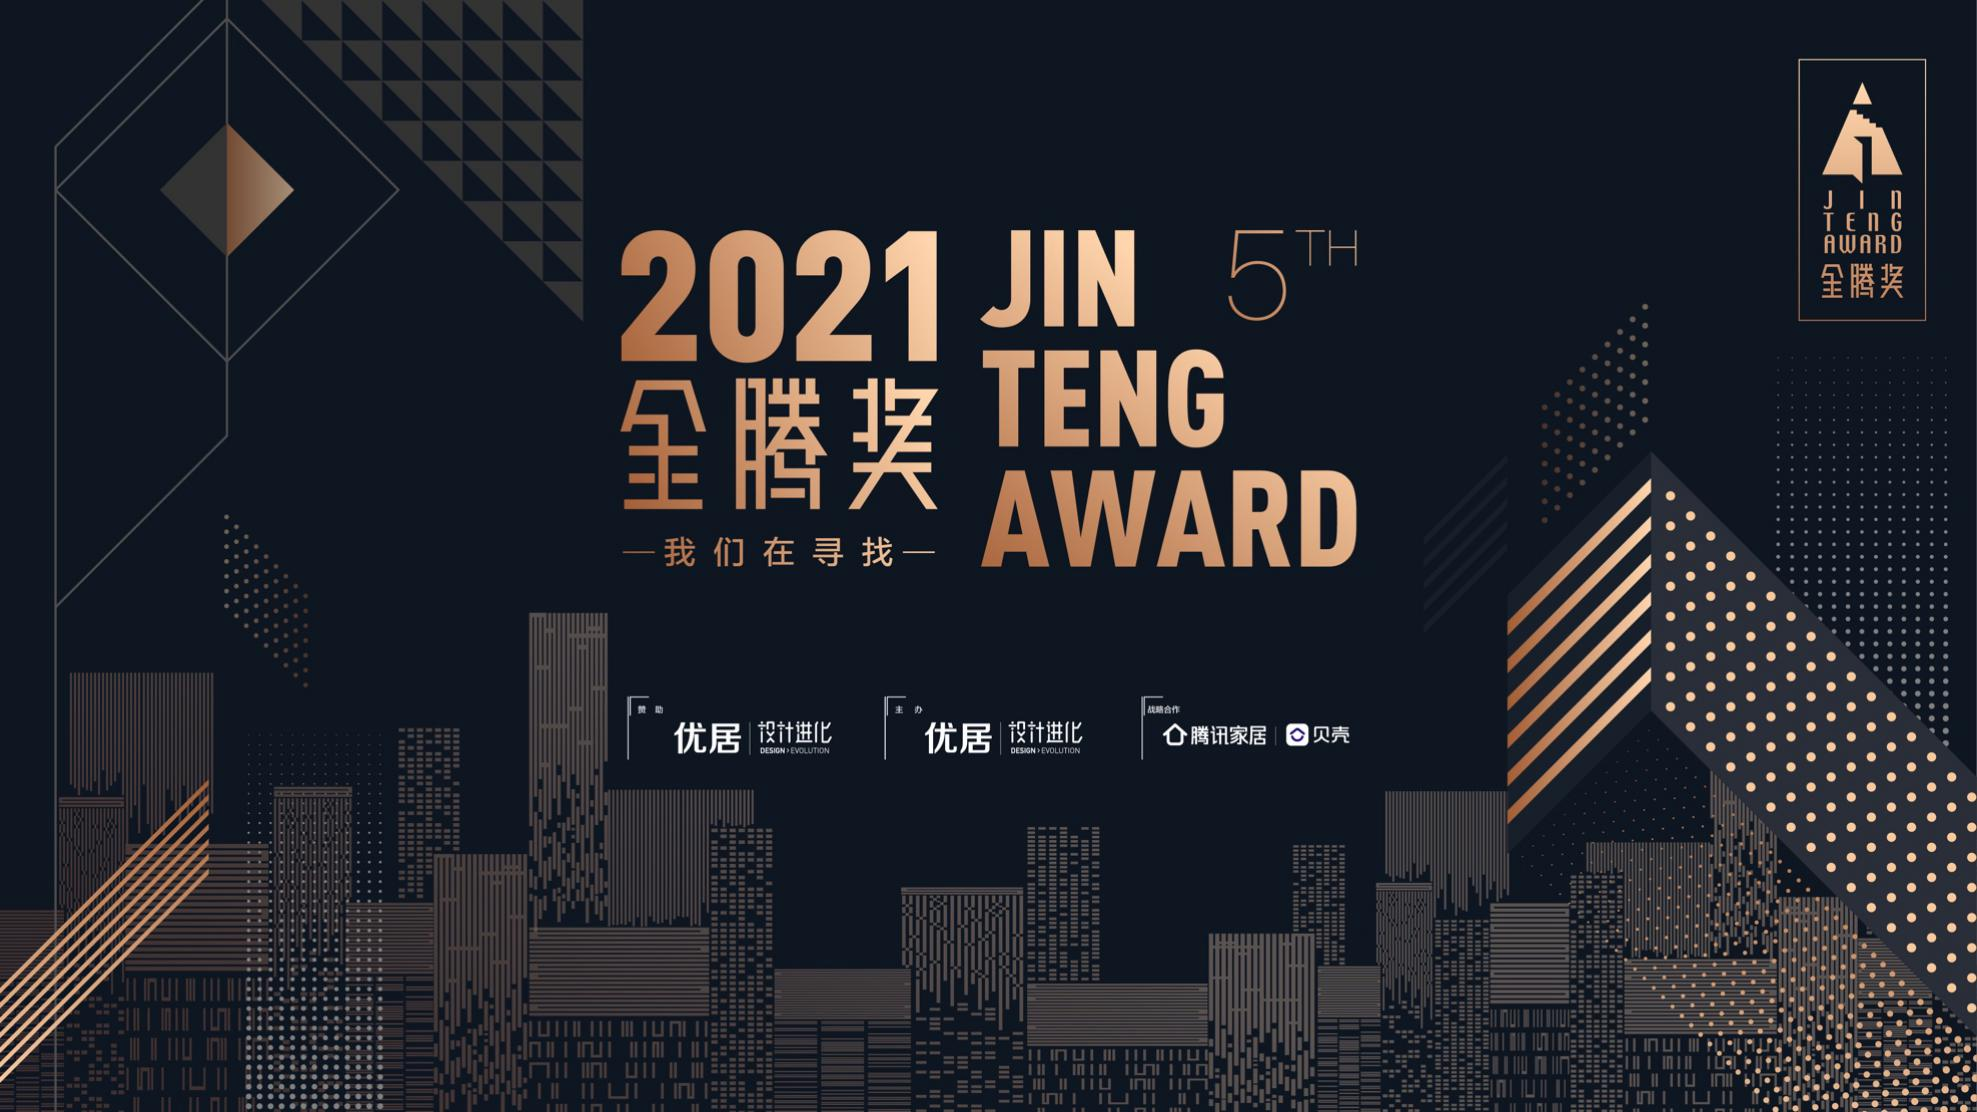 2021
金腾奖
我们在寻找
JIN
5TH
TENG
AWARD
JIN
TENG
AWARD
金腾奖
赞 助
优居 设计进化
DESIGN›EVOLUTION
主 办
优居 设计进化
DESIGN›EVOLUTION
战略合作
腾讯家居 贝壳